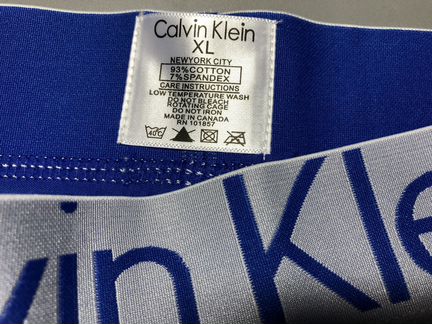 Calvin Klein
XL
NEWYORK CITY
93%COTTON
7%SPANDEX
CARE INSTRUCTIONS
LOW TEMPERATURE WASH
DO NOT BLEACH
ROTATING CAGE
DO NOT IRON
MADE IN CANADA
RN 101857
40℃
vin Kle